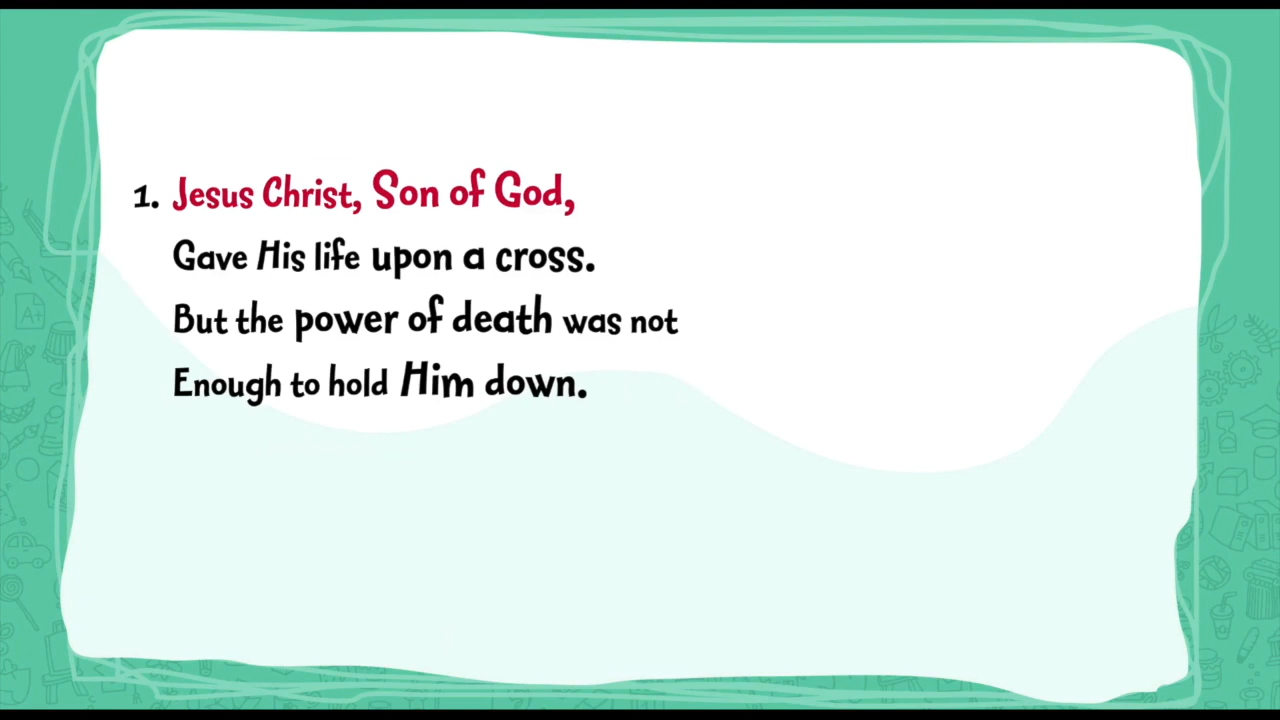 1. Jesus Christ, Son of God,
Gave His life upon a cross.
But the power of death was not
Enough to hold Him down.
A+